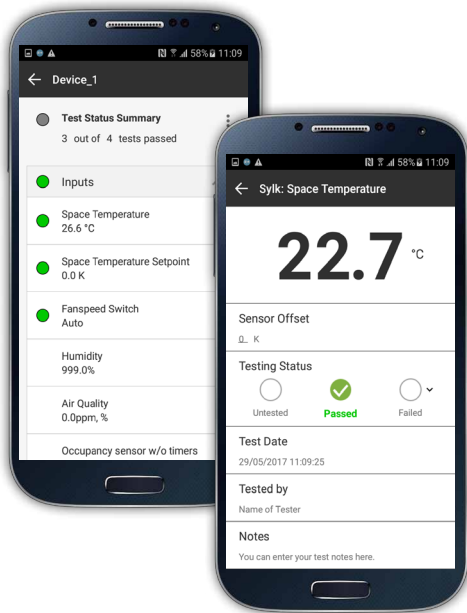 58% 11:09
Device_1
Test Status Summary
3 out of 4 tests passed
Inputs
Space Temperature
26.6 °C
Space Temperature Setpoint
0.0 K
Fanspeed Switch
Auto
Humidity
999.0%
Air Quality
0.0ppm, %
Occupancy sensor w/o timers
58% 11:09
Sylk: Space Temperature
22.7 °C
Sensor Offset
0 K
Testing Status
Untested Passed Failed
Test Date
29/05/2017 11:09:25
Tested by
Name of Tester
Notes
You can enter your test notes here.